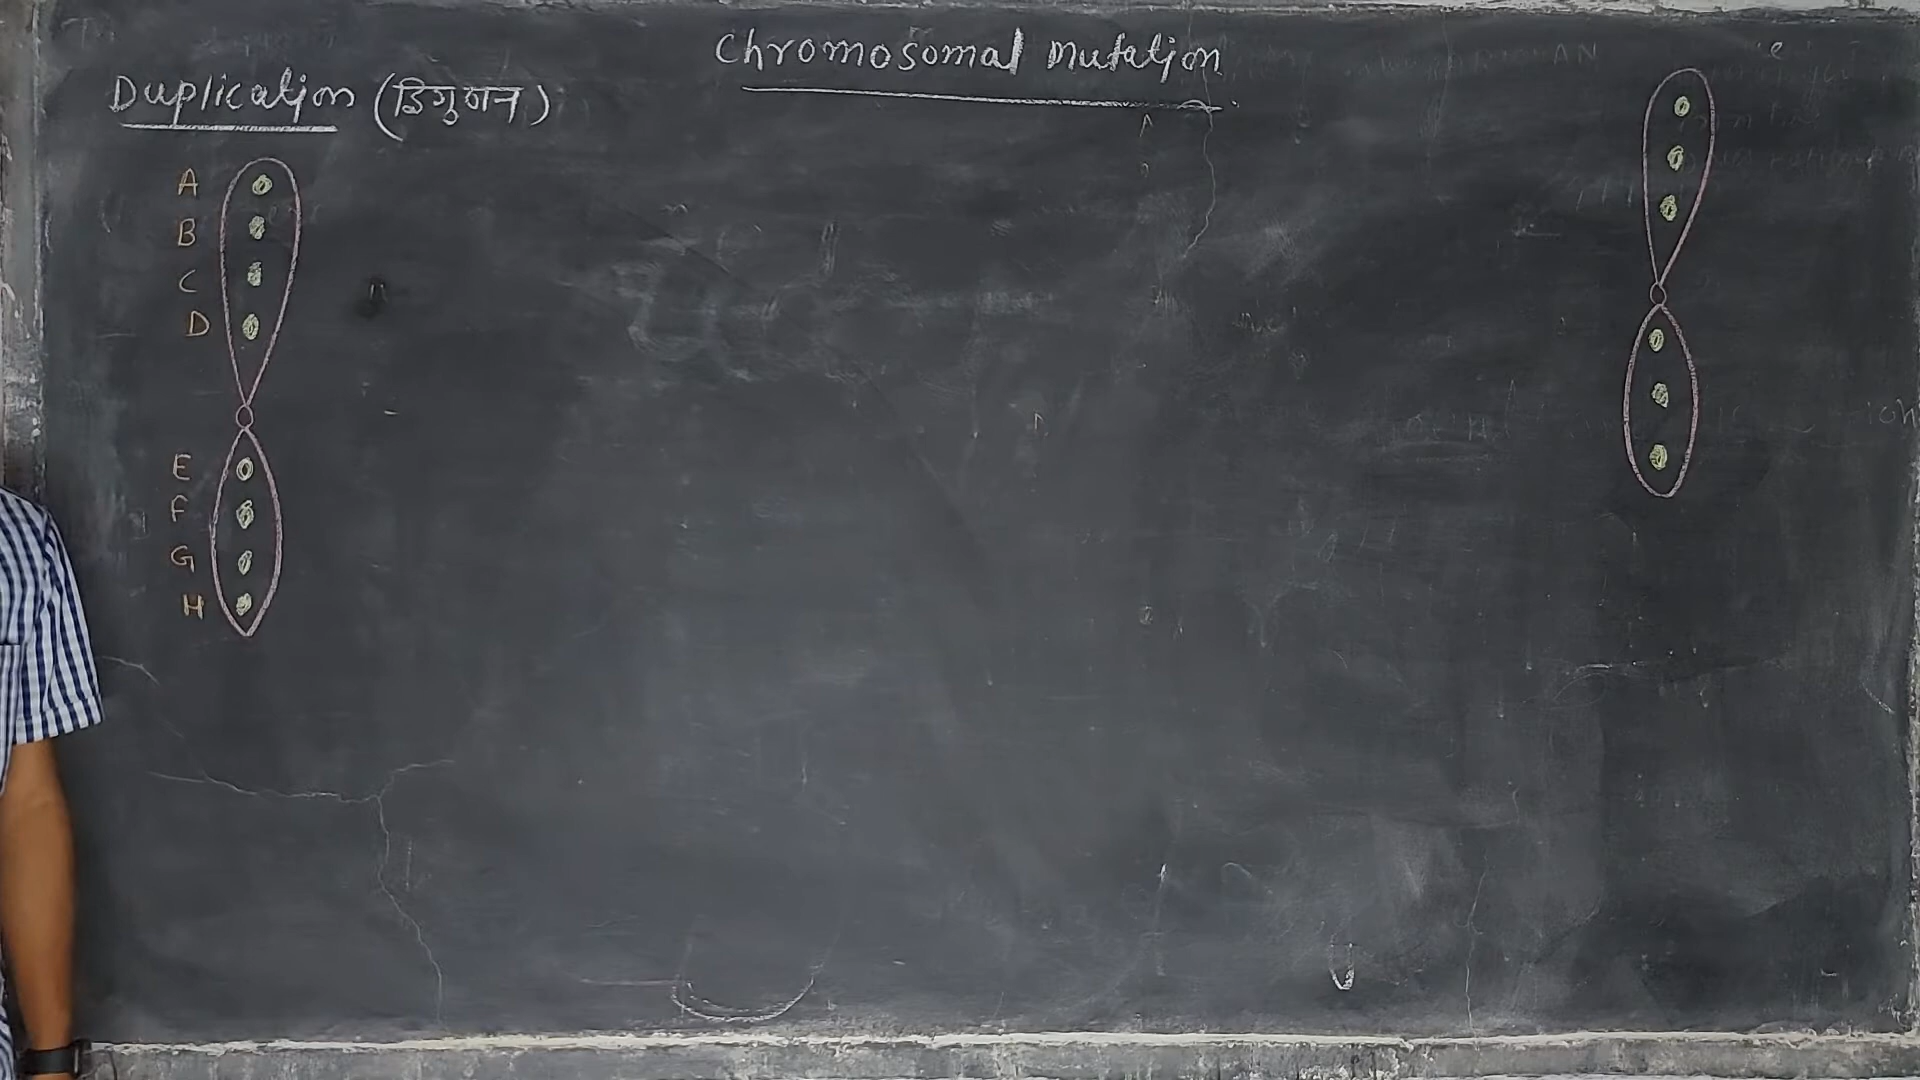 Chromosomal Mutation
Duplication (द्विगुणन)
A
B
C
D
E
F
G
H